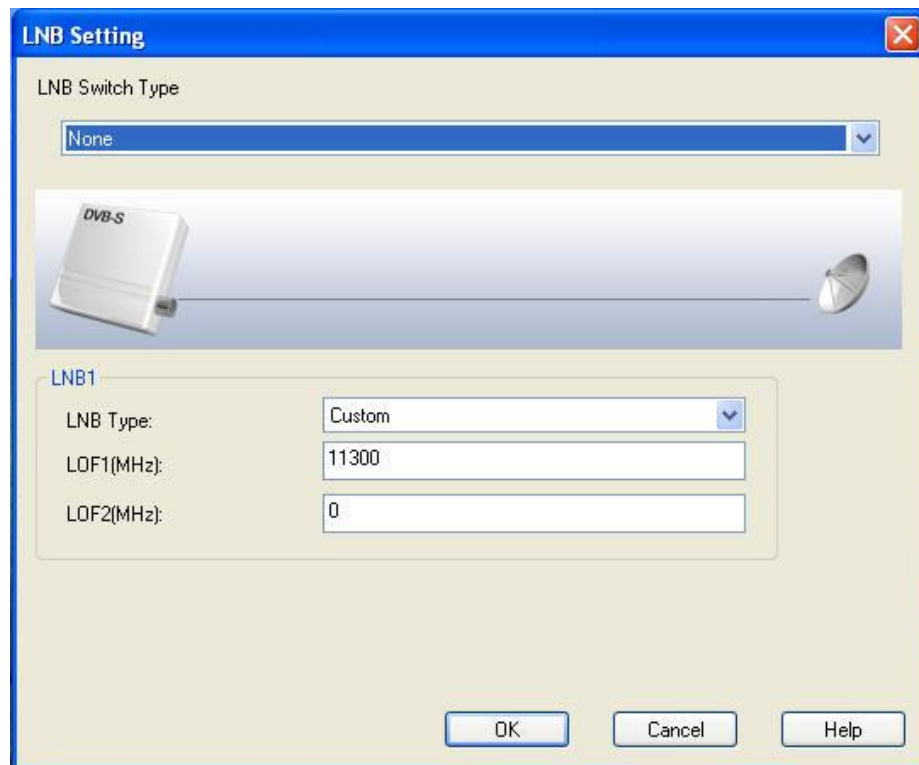 LNB Setting
LNB Switch Type
None
DVB-S
LNB1
LNB Type:
Custom
LOF1(MHz):
11300
LOF2(MHz):
0
OK
Cancel
Help